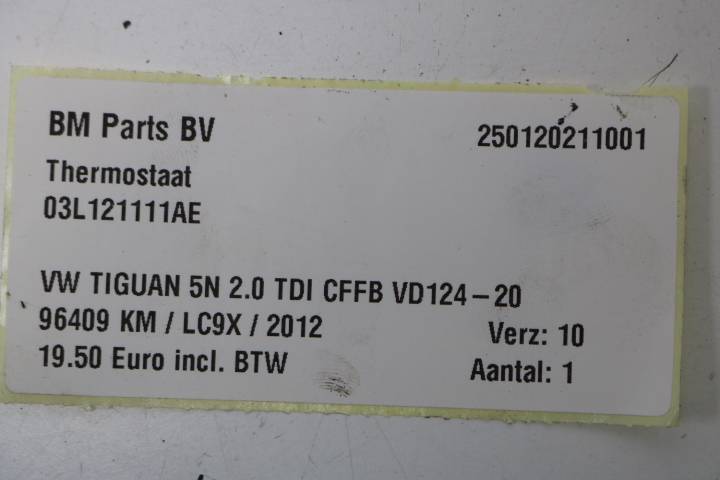 BM Parts BV 250120211001
Thermostaat
03L121111AE
VW TIGUAN 5N 2.0 TDI CFFB VD124-20
96409 KM / LC9X / 2012 Verz: 10
19.50 Euro incl. BTW Aantal: 1